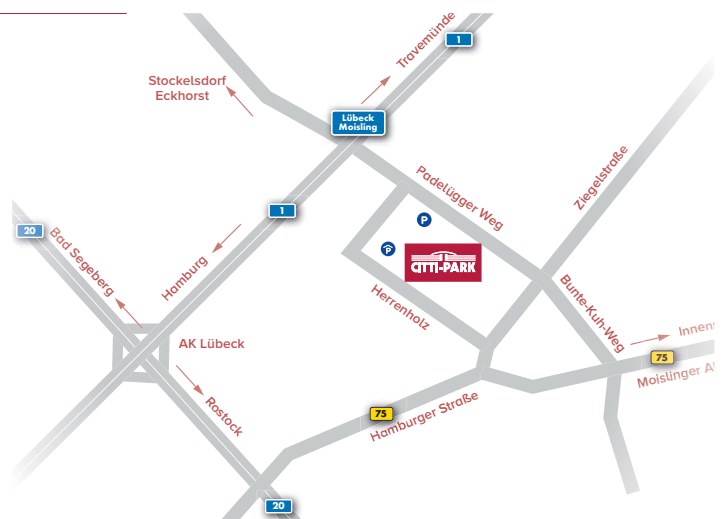 Travemünde
1
Stockelsdorf
Eckhorst
Lübeck
Moisling
Padelügger Weg
Ziegelstraße
1
P
20
Bad Segeberg
Hamburg
P
CITTI-PARK
Herrenholz
Bunte-Kuh-Weg
AK Lübeck
75
Moislinger
Rostock
75
Hamburger Straße
20